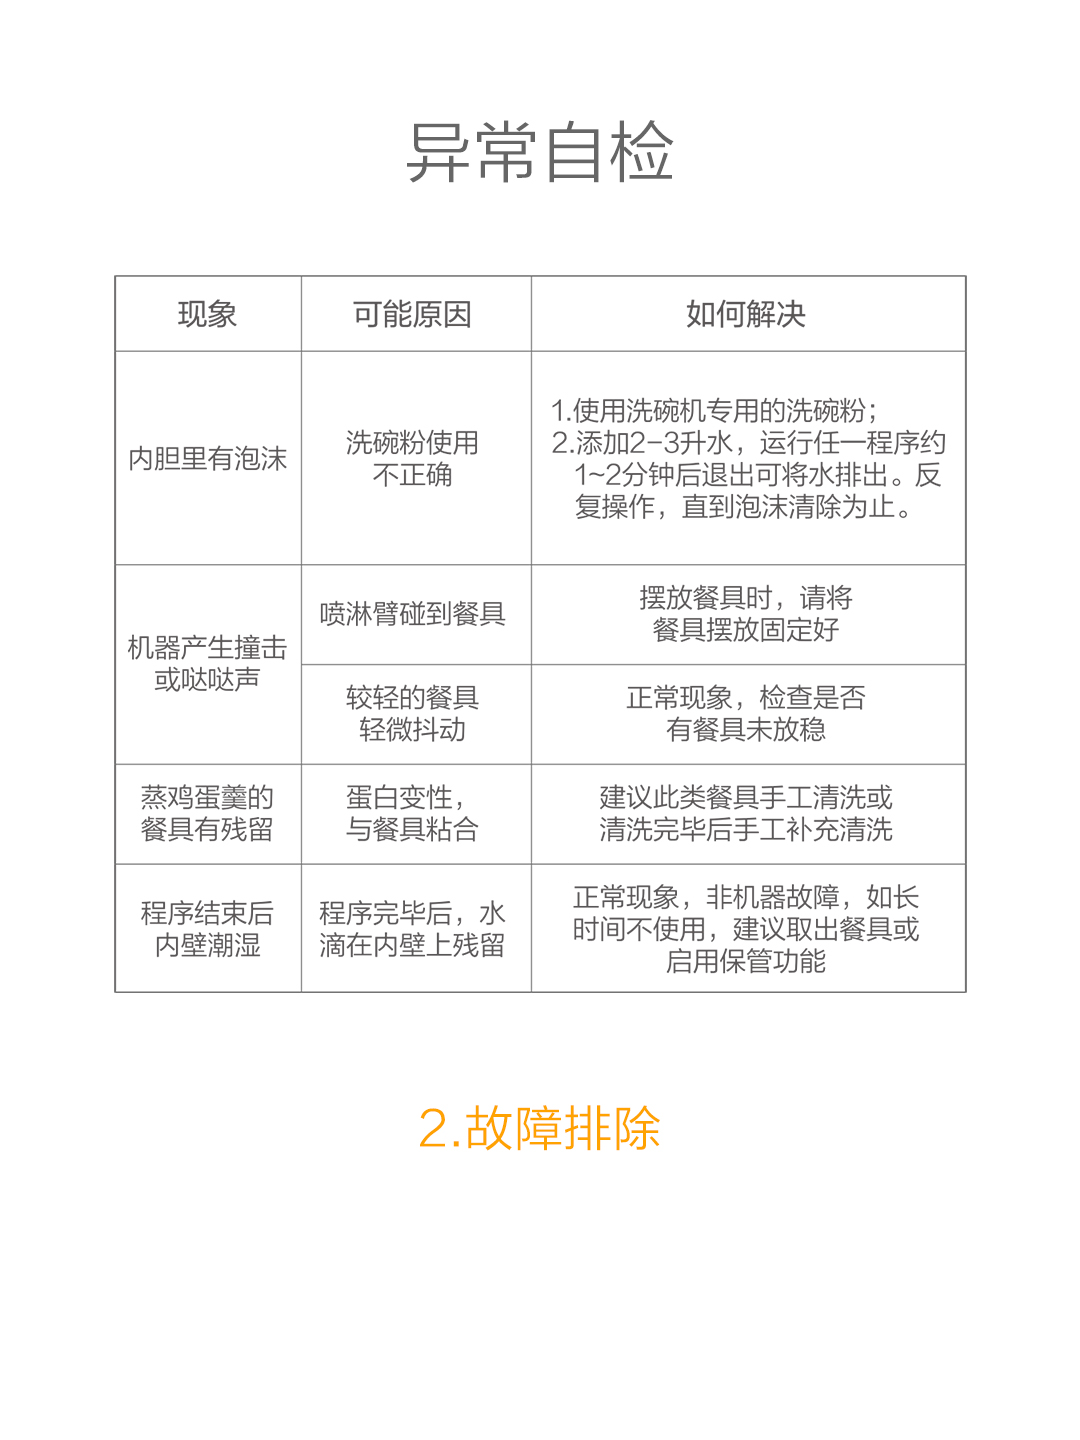 异常自检
现象
可能原因
如何解决
内胆里有泡沫
洗碗粉使用
不正确
1.使用洗碗机专用的洗碗粉；
2.添加2-3升水，运行任一程序约
1~2分钟后退出可将水排出。反
复操作，直到泡沫清除为止。
机器产生撞击
或哒哒声
喷淋臂碰到餐具
摆放餐具时，请将
餐具摆放固定好
较轻的餐具
轻微抖动
正常现象，检查是否
有餐具未放稳
蒸鸡蛋羹的
餐具有残留
蛋白变性，
与餐具粘合
建议此类餐具手工清洗或
清洗完毕后手工补充清洗
程序结束后
内壁潮湿
程序完毕后，水
滴在内壁上残留
正常现象，非机器故障，如长
时间不使用，建议取出餐具或
启用保管功能
2.故障排除